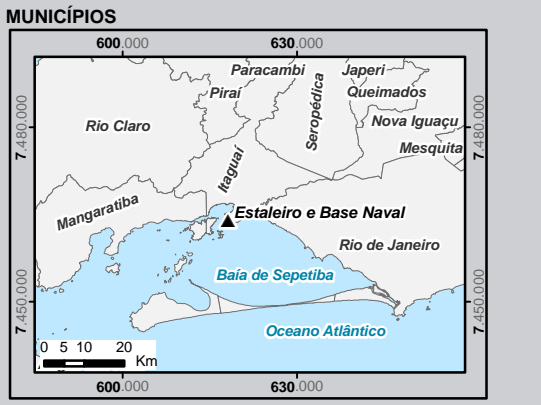 MUNICÍPIOS
600.000 630.000
Paracambi Japeri
Piraí Seropédica Queimados
Rio Claro Nova Iguaçu
7.480.000 7.480.000
Mesquita
Itaguaí
Mangaratiba Estaleiro e Base Naval
Rio de Janeiro
Baía de Sepetiba
7.450.000 7.450.000
Oceano Atlântico
0 5 10 20
Km
600.000 630.000